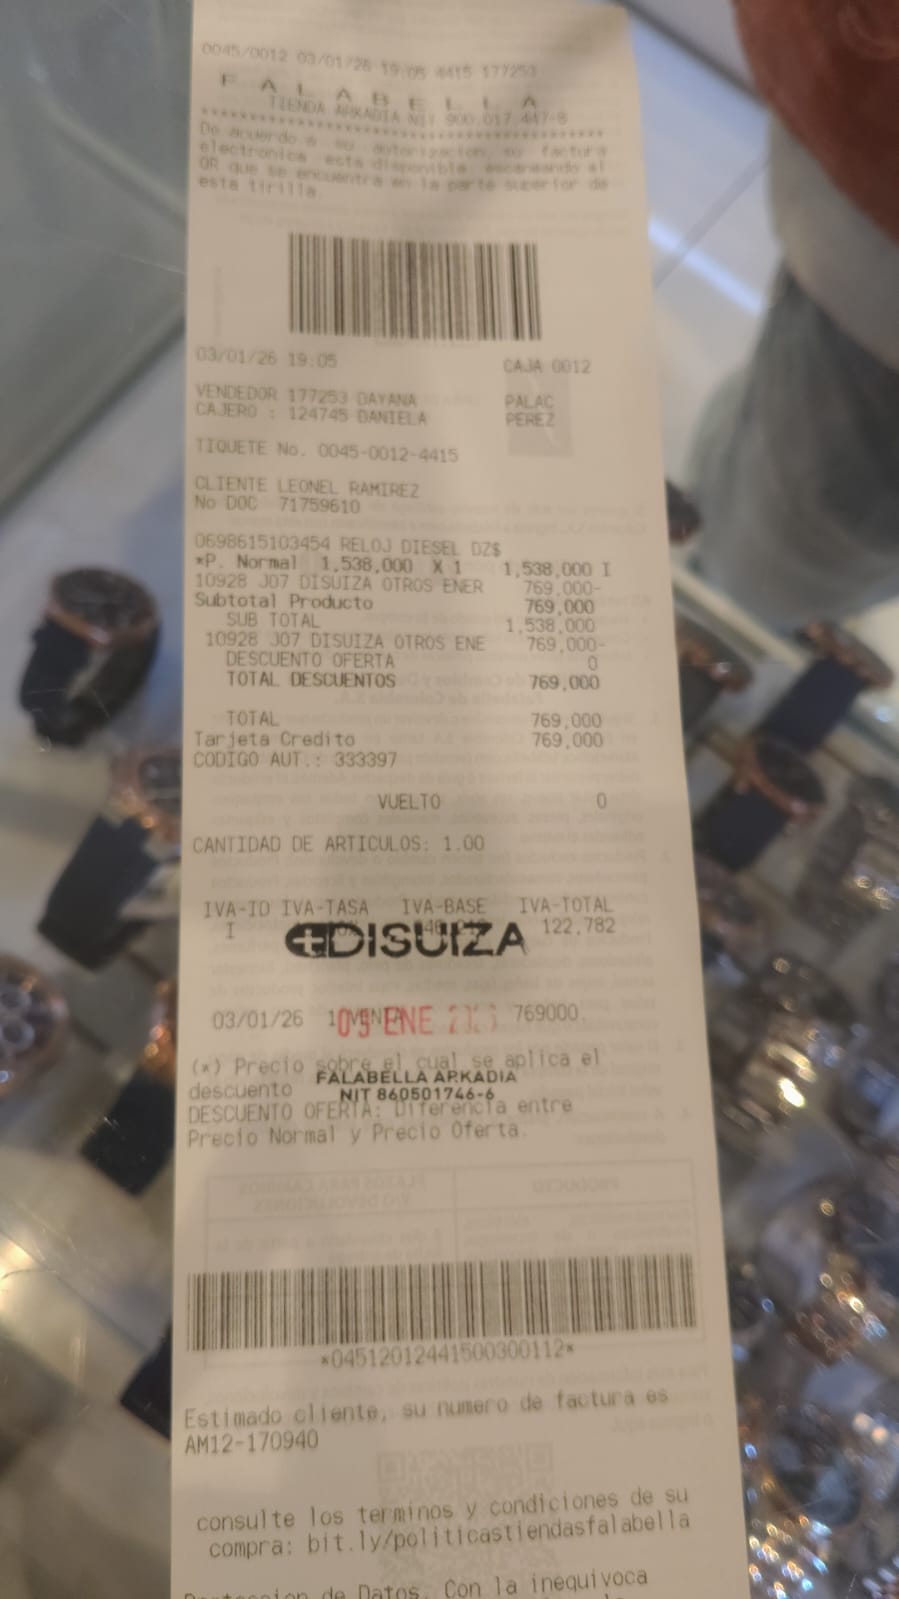 0045/0012 03/01/26 19:05 4415 177253
F A L A B E L L A
TIENDA ARKADIA NIT 900.017.447-8
************************************
De acuerdo a su autorizacion, su factura
electronica esta disponible, escaneando el
QR que se encuentra en la parte superior de
esta tirilla.
03/01/26 19:05 CAJA 0012
VENDEDOR 177253 DAYANA PALAC
CAJERO : 124745 DANIELA PEREZ
TIQUETE No. 0045-0012-4415
CLIENTE LEONEL RAMIREZ
No DOC 71759610
0698615103454 RELOJ DIESEL DZ$
*P. Normal 1,538,000 X 1 1,538,000 I
10928 J07 DISUIZA OTROS ENER 769,000-
Subtotal Producto 769,000
SUB TOTAL 1,538,000
10928 J07 DISUIZA OTROS ENE 769,000-
DESCUENTO OFERTA 0
TOTAL DESCUENTOS 769,000
TOTAL 769,000
Tarjeta Credito 769,000
CODIGO AUT.: 333397
VUELTO 0
CANTIDAD DE ARTICULOS: 1.00
IVA-ID IVA-TASA IVA-BASE IVA-TOTAL
I 122,782
DISUIZA
03/01/26 1 VENTA 769000.
05 ENE
(*) Precio sobre el cual se aplica el
descuento
FALABELLA ARKADIA
NIT 860501746-6
DESCUENTO OFERTA: Diferencia entre
Precio Normal y Precio Oferta.
*04512012441500300112*
Estimado cliente, su numero de factura es
AM12-170940
consulte los terminos y condiciones de su
compra: bit.ly/politicastiendasfalabella
de Datos. Con la inequivoca